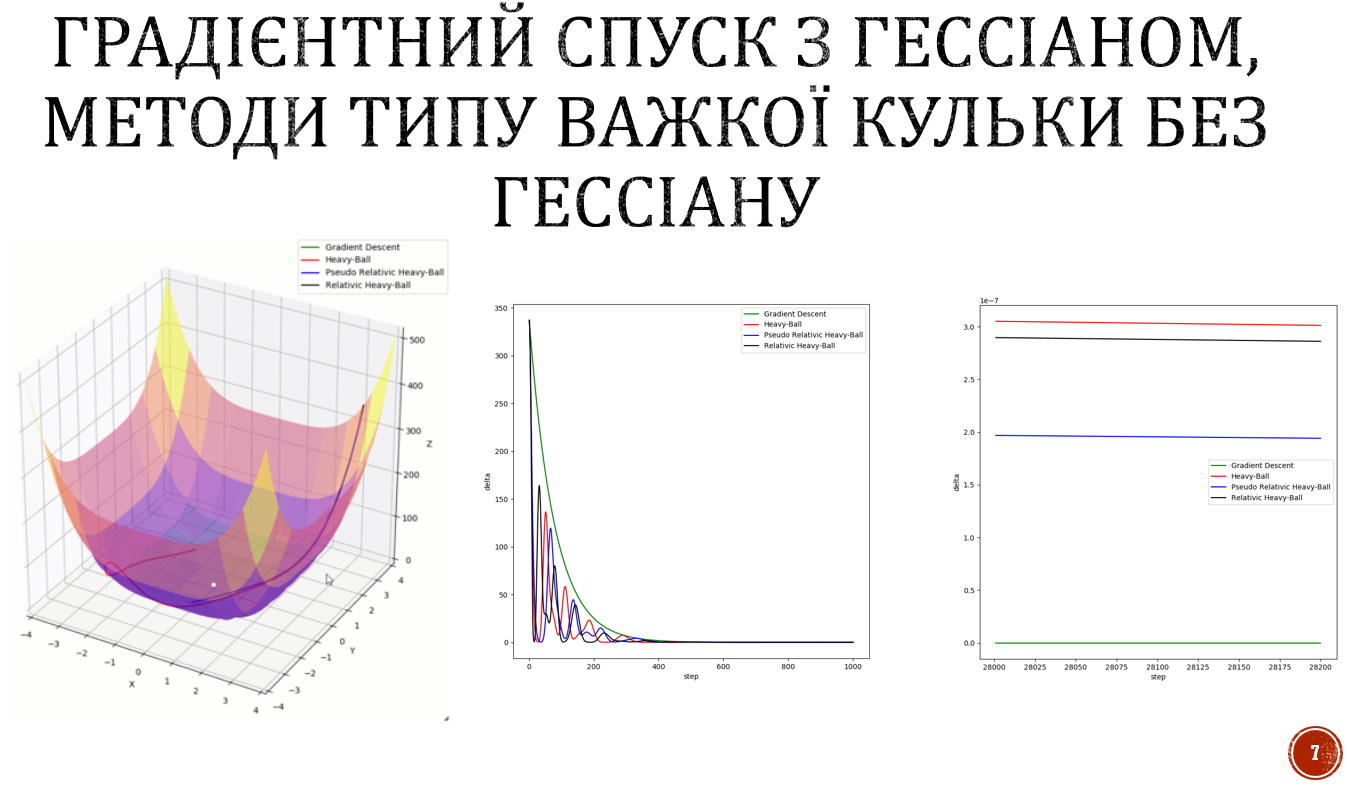 ГРАДІЄНТНИЙ СПУСК З ГЕССІАНОМ,
МЕТОДИ ТИПУ ВАЖКОЇ КУЛЬКИ БЕЗ
ГЕССІАНУ
Gradient Descent
Heavy-Ball
Pseudo Relativic Heavy-Ball
Relativic Heavy-Ball
500
400
300
200
100
0
Z
−4
−3
−2
−1
0
1
2
3
4
X
−4
−3
−2
−1
0
1
2
3
4
Y
350
300
250
200
150
100
50
0
delta
0 200 400 600 800 1000
step
Gradient Descent
Heavy-Ball
Pseudo Relativic Heavy-Ball
Relativic Heavy-Ball
1e−7
3.0
2.5
2.0
1.5
1.0
0.5
0.0
delta
Gradient Descent
Heavy-Ball
Pseudo Relativic Heavy-Ball
Relativic Heavy-Ball
28000 28025 28050 28075 28100 28125 28150 28175 28200
step
7